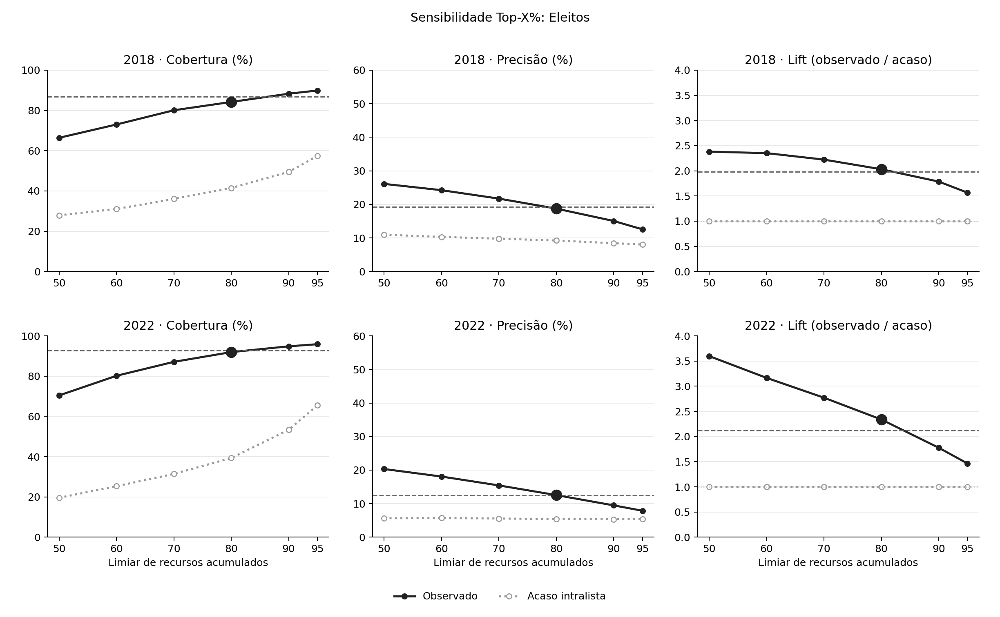 Sensibilidade Top-X%: Eleitos
2018 · Cobertura (%)
100
80
60
40
20
0
50 60 70 80 90 95
2018 · Precisão (%)
60
50
40
30
20
10
0
50 60 70 80 90 95
2018 · Lift (observado / acaso)
4.0
3.5
3.0
2.5
2.0
1.5
1.0
0.5
0.0
50 60 70 80 90 95
2022 · Cobertura (%)
100
80
60
40
20
0
50 60 70 80 90 95
Limiar de recursos acumulados
2022 · Precisão (%)
60
50
40
30
20
10
0
50 60 70 80 90 95
Limiar de recursos acumulados
2022 · Lift (observado / acaso)
4.0
3.5
3.0
2.5
2.0
1.5
1.0
0.5
0.0
50 60 70 80 90 95
Limiar de recursos acumulados
Observado Acaso intralista